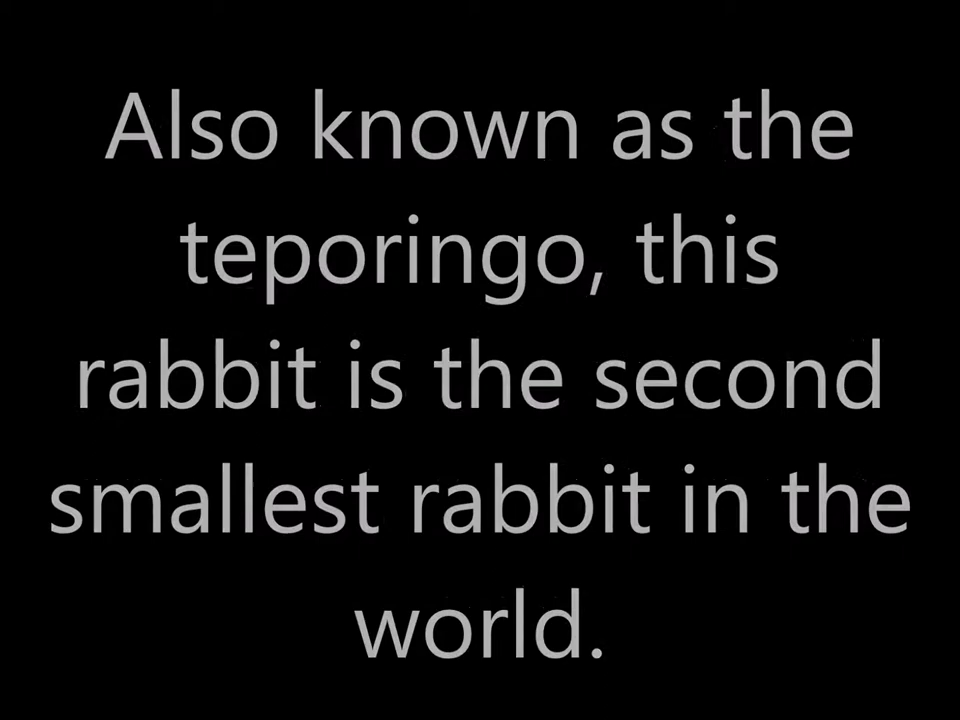 Also known as the
teporingo, this
rabbit is the second
smallest rabbit in the
world.